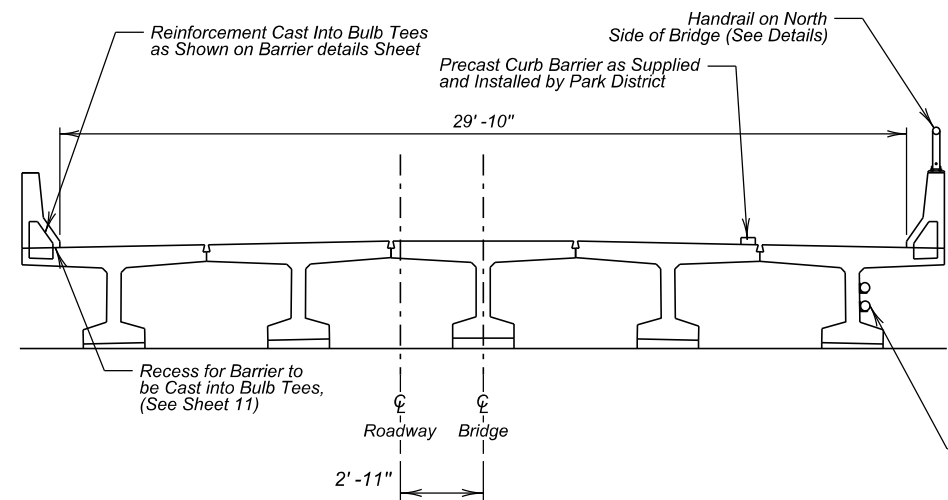 Reinforcement Cast Into Bulb Tees
as Shown on Barrier details Sheet
Handrail on North
Side of Bridge (See Details)
Precast Curb Barrier as Supplied
and Installed by Park District
29' -10"
Recess for Barrier to
be Cast into Bulb Tees,
(See Sheet 11)
℄ ℄
Roadway Bridge
2' -11"